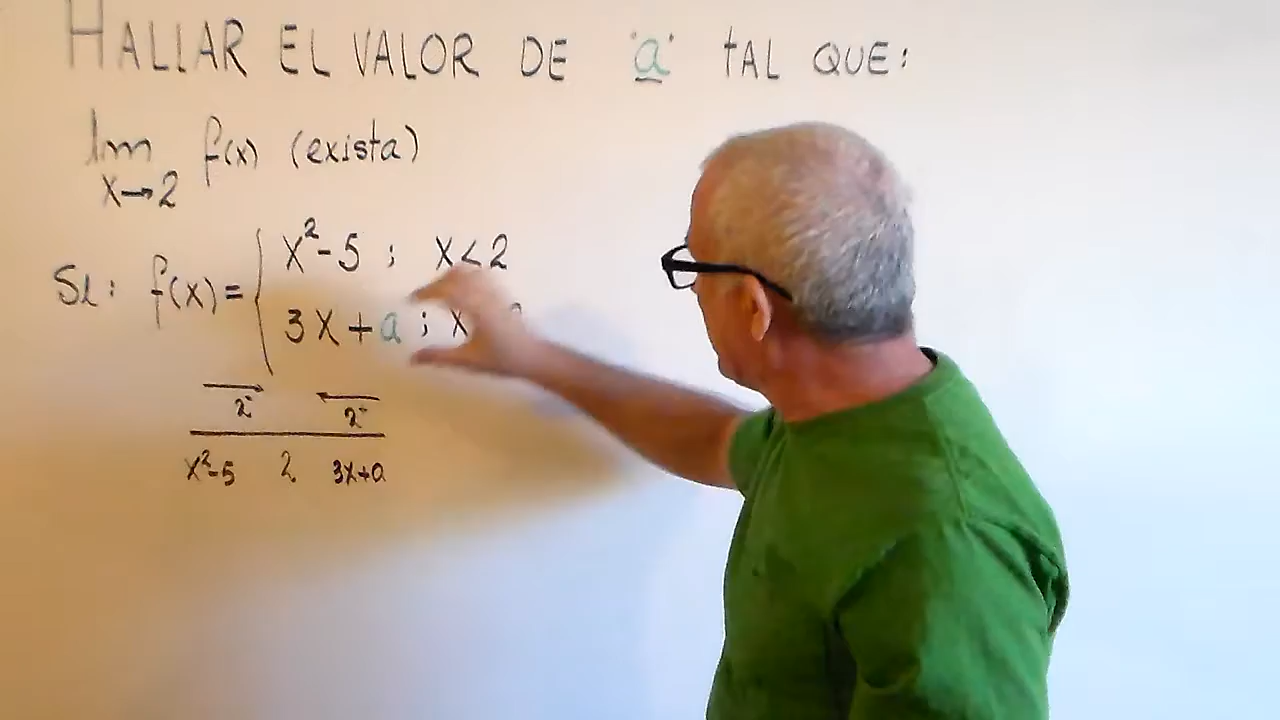 HALLAR EL VALOR DE "a" TAL QUE:
lim f(x) (exista)
x→2
Si: f(x) = { x²-5 ; x<2
3x+a ; x
2⁻ 2⁺
x²-5 2 3x+a